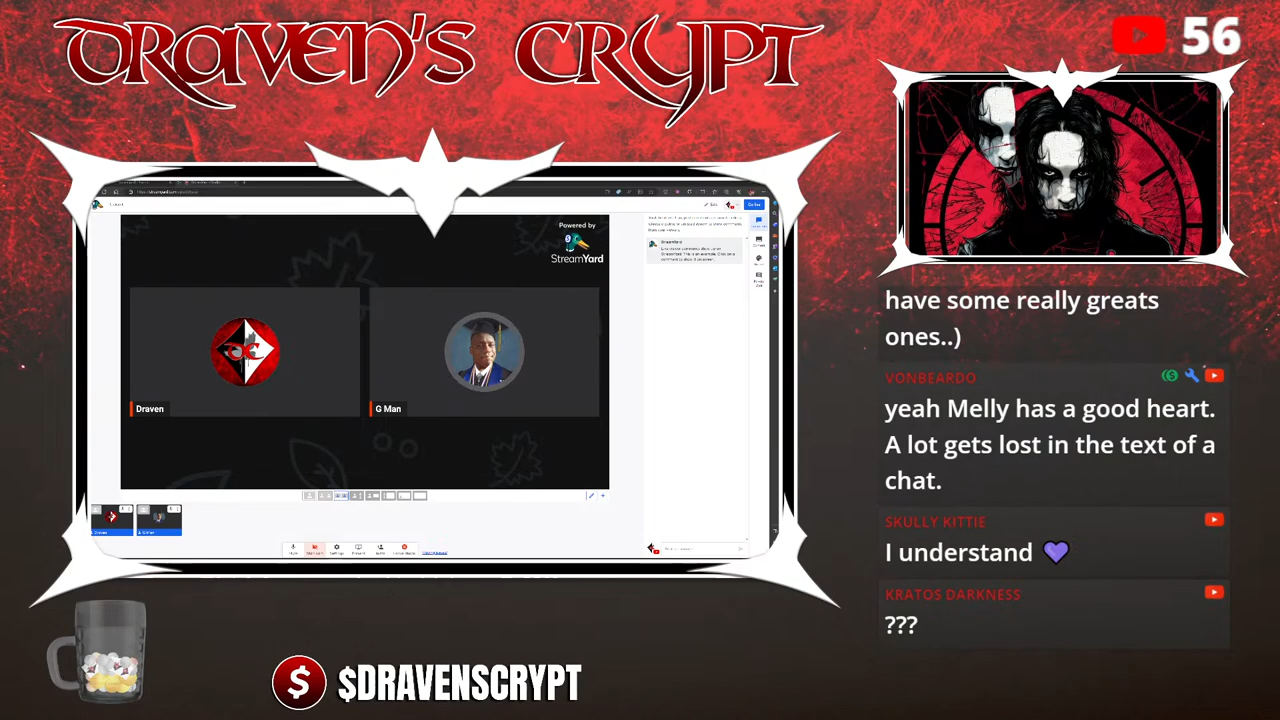 DRAVEN'S CRYPT
56
Powered by
StreamYard
Draven
G Man
have some really greats
ones..)
VONBEARDO
yeah Melly has a good heart.
A lot gets lost in the text of a
chat.
SKULLY KITTIE
I understand 💜
KRATOS DARKNESS
???
$ $DRAVENSCRYPT